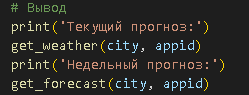 # Вывод
print('Текущий прогноз:')
get_weather(city, appid)
print('Недельный прогноз:')
get_forecast(city, appid)